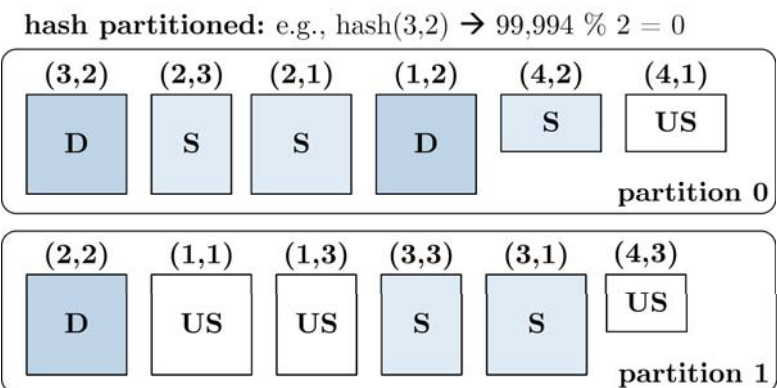 hash partitioned: e.g., hash(3,2) → 99,994 % 2 = 0
(3,2) (2,3) (2,1) (1,2) (4,2) (4,1)
D S S D S US
partition 0
(2,2) (1,1) (1,3) (3,3) (3,1) (4,3)
D US US S S US
partition 1